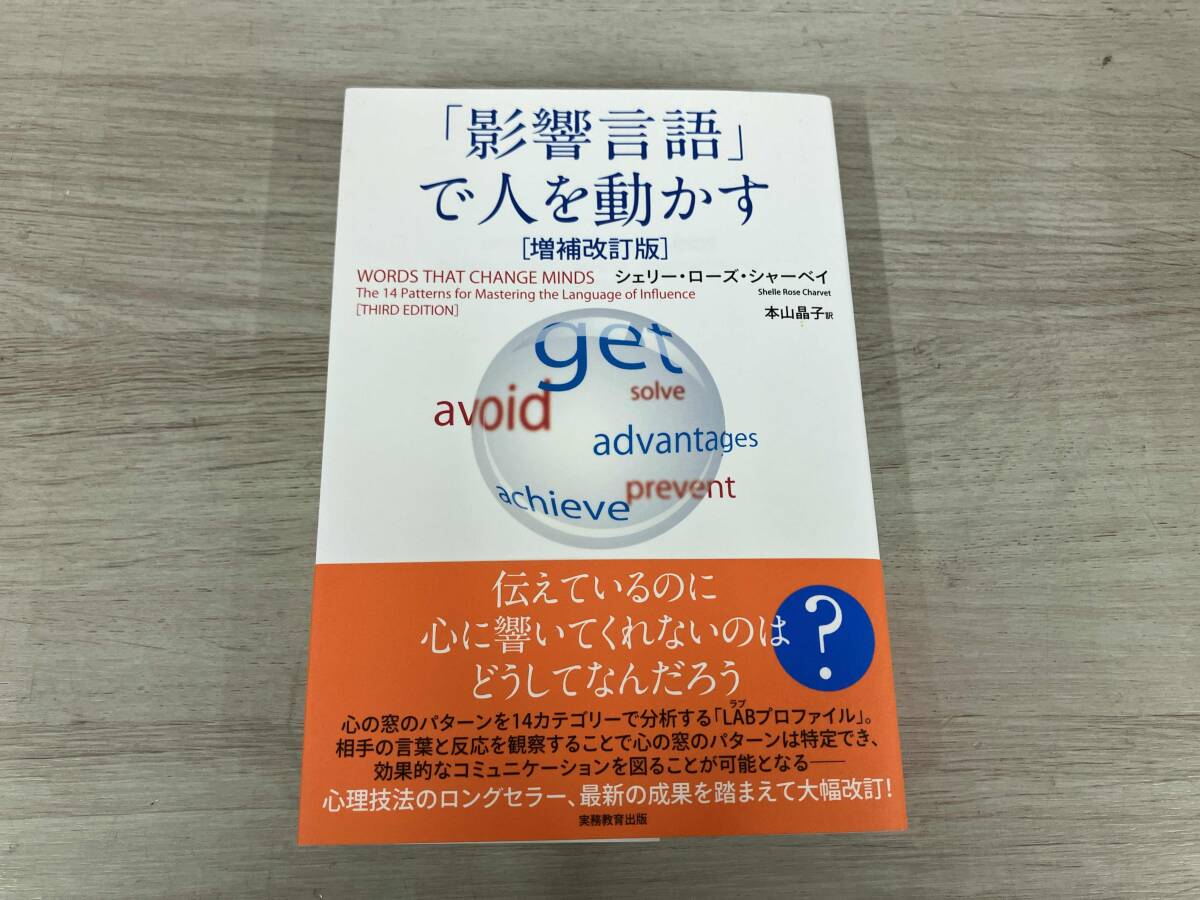 「影響言語」
で人を動かす
[増補改訂版]
WORDS THAT CHANGE MINDS
The 14 Patterns for Mastering the Language of Influence
[THIRD EDITION]
シェリー・ローズ・シャーベイ
Shelle Rose Charvet
本山晶子 訳
get
solve
avoid
advantages
prevent
achieve
伝えているのに
心に響いてくれないのは
どうしてなんだろう
?
心の窓のパターンを14カテゴリーで分析する「LABプロファイル」。
ラブ
相手の言葉と反応を観察することで心の窓のパターンは特定でき、
効果的なコミュニケーションを図ることが可能となる──
心理技法のロングセラー、最新の成果を踏まえて大幅改訂!
実務教育出版